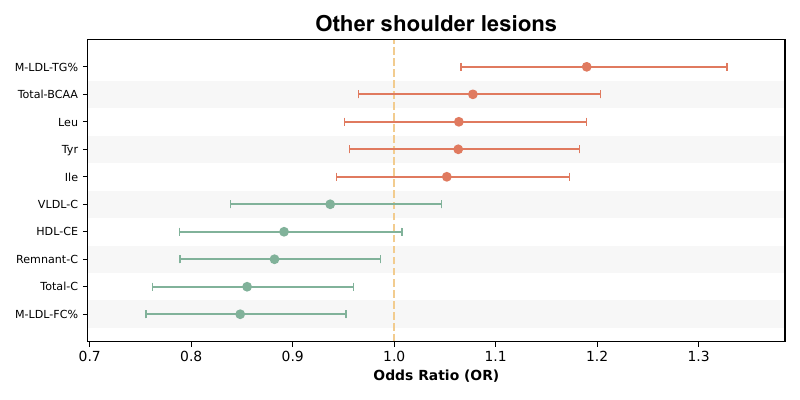 Other shoulder lesions
M-LDL-TG%
Total-BCAA
Leu
Tyr
Ile
VLDL-C
HDL-CE
Remnant-C
Total-C
M-LDL-FC%
0.7 0.8 0.9 1.0 1.1 1.2 1.3
Odds Ratio (OR)